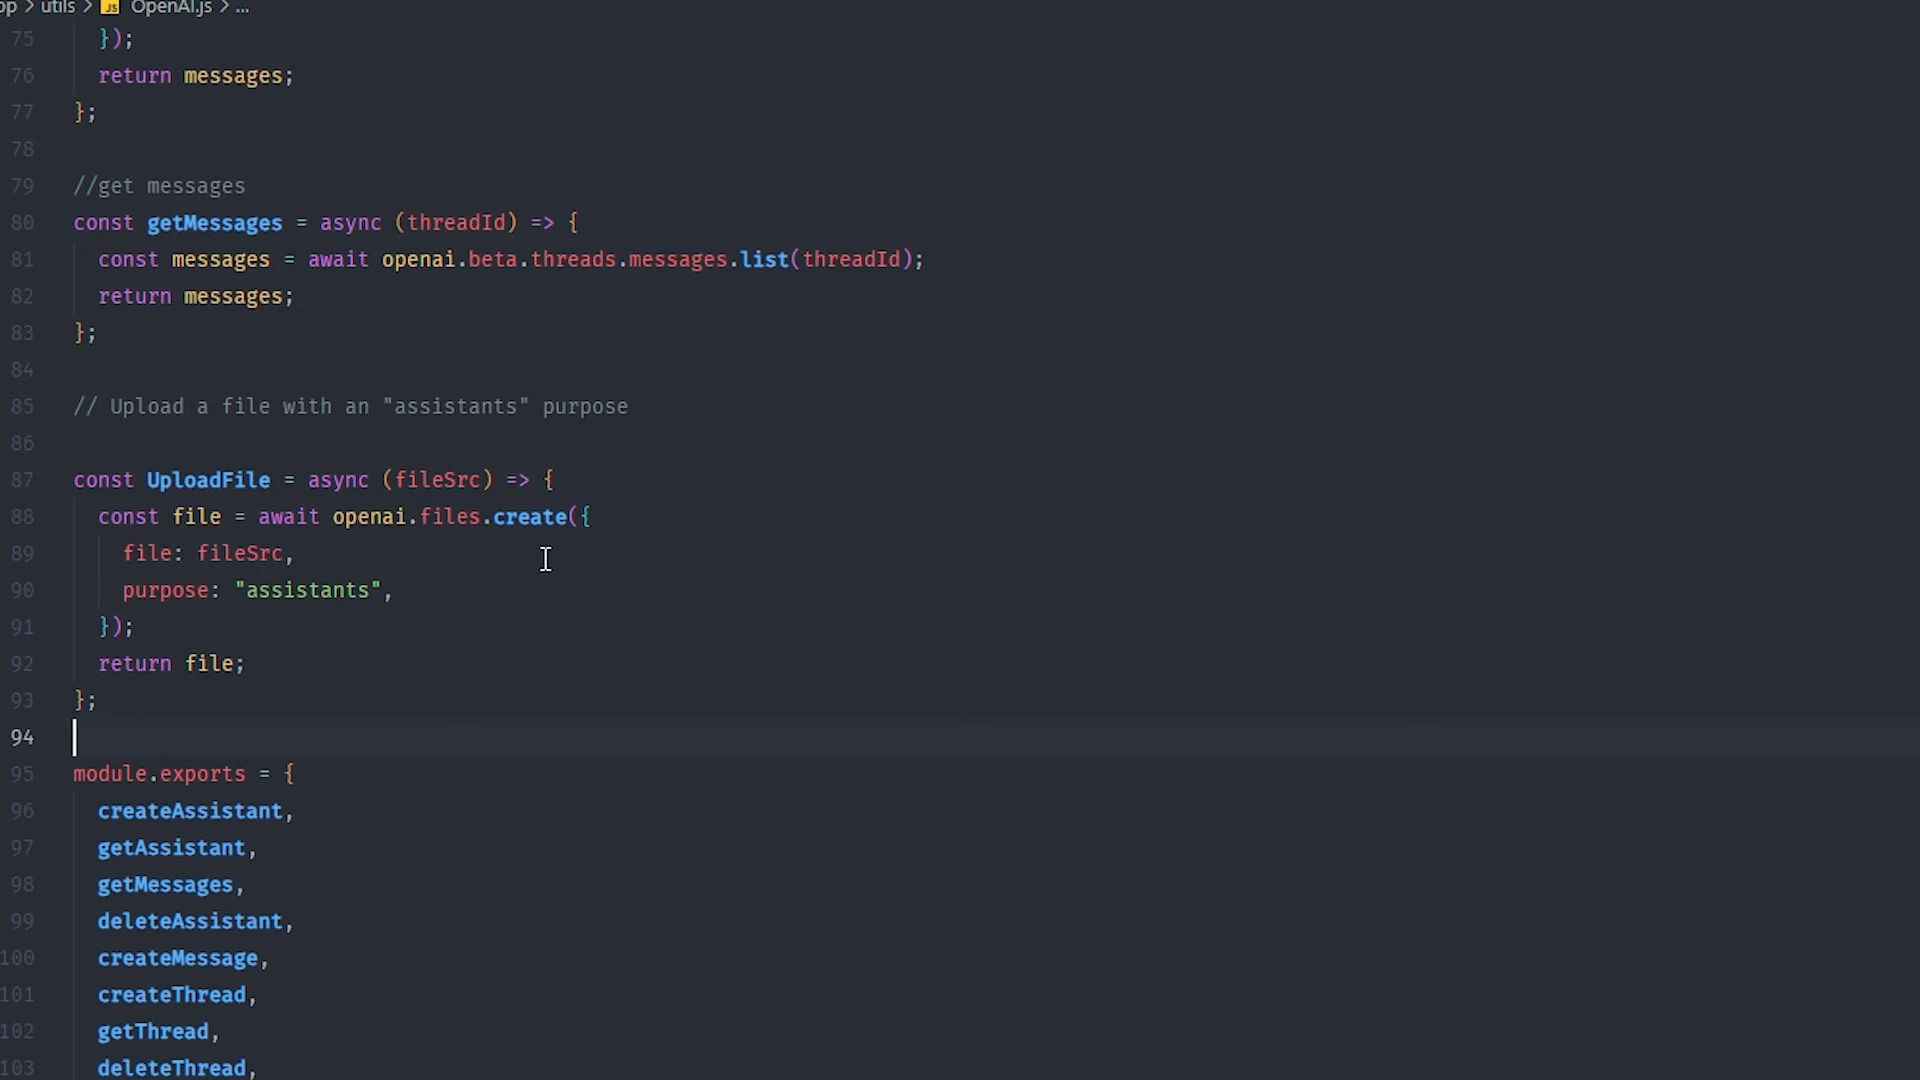 pp > utils > JS OpenAI.js > ...
75 });
76 return messages;
77 };
78
79 //get messages
80 const getMessages = async (threadId) => {
81 const messages = await openai.beta.threads.messages.list(threadId);
82 return messages;
83 };
84
85 // Upload a file with an "assistants" purpose
86
87 const UploadFile = async (fileSrc) => {
88 const file = await openai.files.create({
89 file: fileSrc,
90 purpose: "assistants",
91 });
92 return file;
93 };
94
95 module.exports = {
96 createAssistant,
97 getAssistant,
98 getMessages,
99 deleteAssistant,
100 createMessage,
101 createThread,
102 getThread,
103 deleteThread,